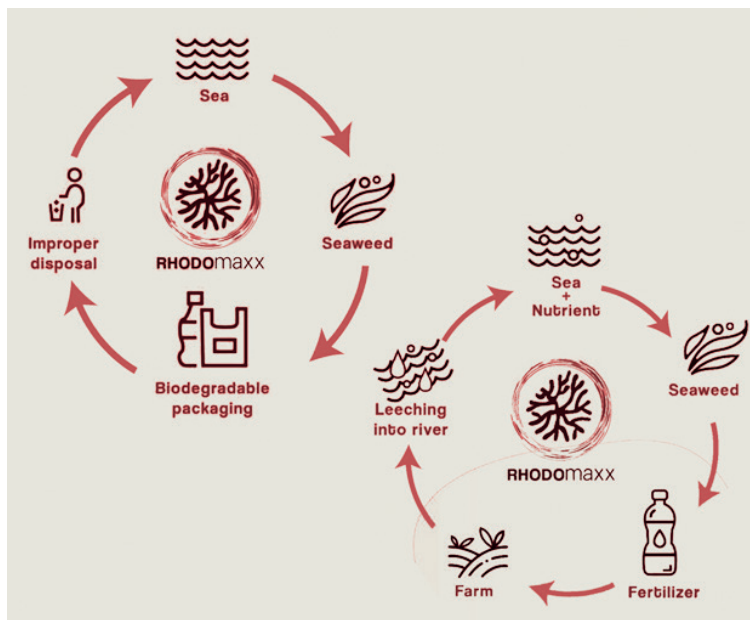 Sea
Seaweed
Improper
disposal
RHODOmaxx
Biodegradable
packaging
Sea
+
Nutrient
Seaweed
Leeching
into river
RHODOmaxx
Farm
Fertilizer